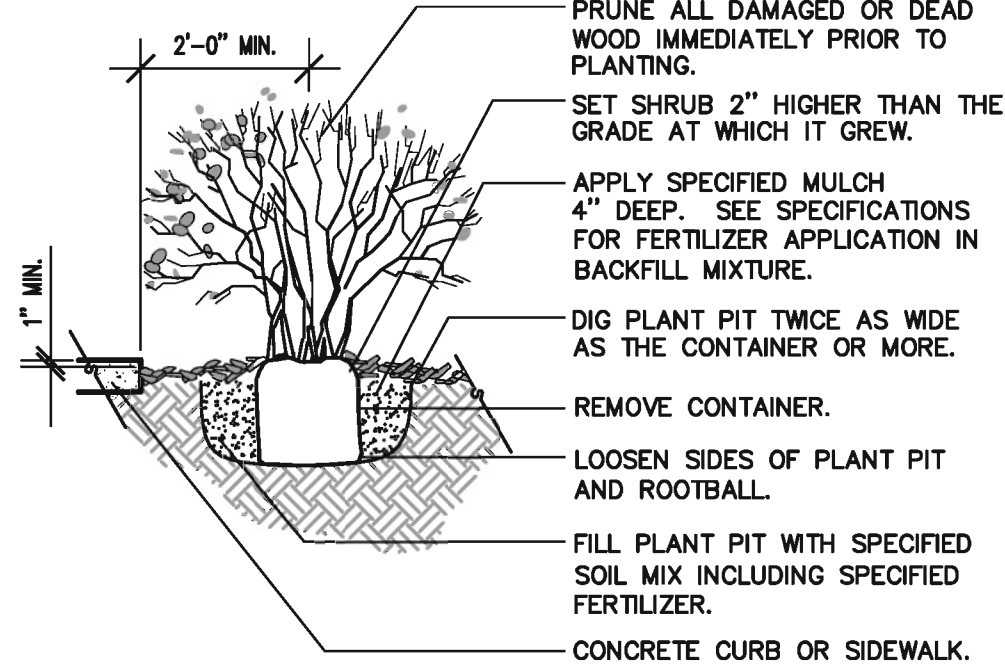 PRUNE ALL DAMAGED OR DEAD
WOOD IMMEDIATELY PRIOR TO
PLANTING.
2'-0" MIN.
SET SHRUB 2" HIGHER THAN THE
GRADE AT WHICH IT GREW.
APPLY SPECIFIED MULCH
4" DEEP. SEE SPECIFICATIONS
FOR FERTILIZER APPLICATION IN
BACKFILL MIXTURE.
1" MIN.
DIG PLANT PIT TWICE AS WIDE
AS THE CONTAINER OR MORE.
REMOVE CONTAINER.
LOOSEN SIDES OF PLANT PIT
AND ROOTBALL.
FILL PLANT PIT WITH SPECIFIED
SOIL MIX INCLUDING SPECIFIED
FERTILIZER.
CONCRETE CURB OR SIDEWALK.